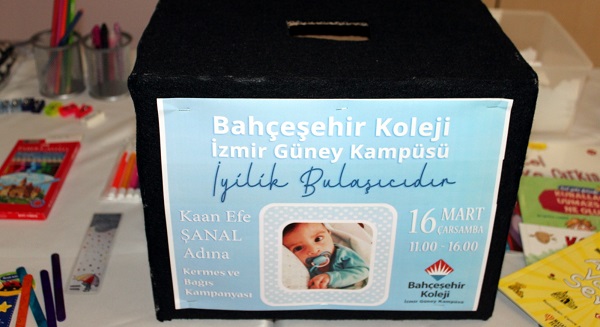 Bahçeşehir Koleji
İzmir Güney Kampüsü
İyilik Bulaşıcıdır
Kaan Efe
ŞANAL
Adına
Kermes ve
Bağış
Kampanyası
16 MART
ÇARŞAMBA
11.00 - 16.00
Bahçeşehir
Koleji
İzmir Güney Kampüsü